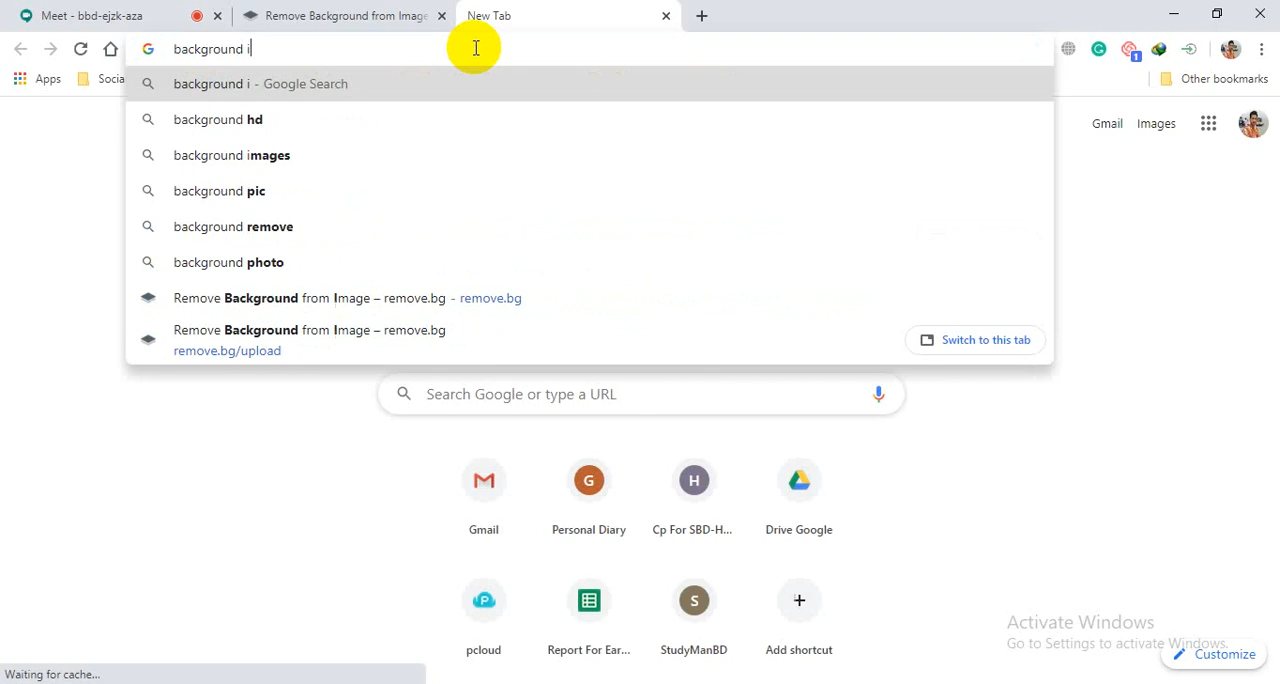 Meet - bbd-ejzk-aza
Remove Background from Image
New Tab
background i
1
Apps
Socia
Other bookmarks
background i - Google Search
background hd
background images
background pic
background remove
background photo
Remove Background from Image – remove.bg - remove.bg
Remove Background from Image – remove.bg
remove.bg/upload
Switch to this tab
Gmail
Images
Search Google or type a URL
G
H
Gmail
Personal Diary
Cp For SBD-H...
Drive Google
P
S
pcloud
Report For Ear...
StudyManBD
Add shortcut
Activate Windows
Go to Settings to activate Windows.
Customize
Waiting for cache...